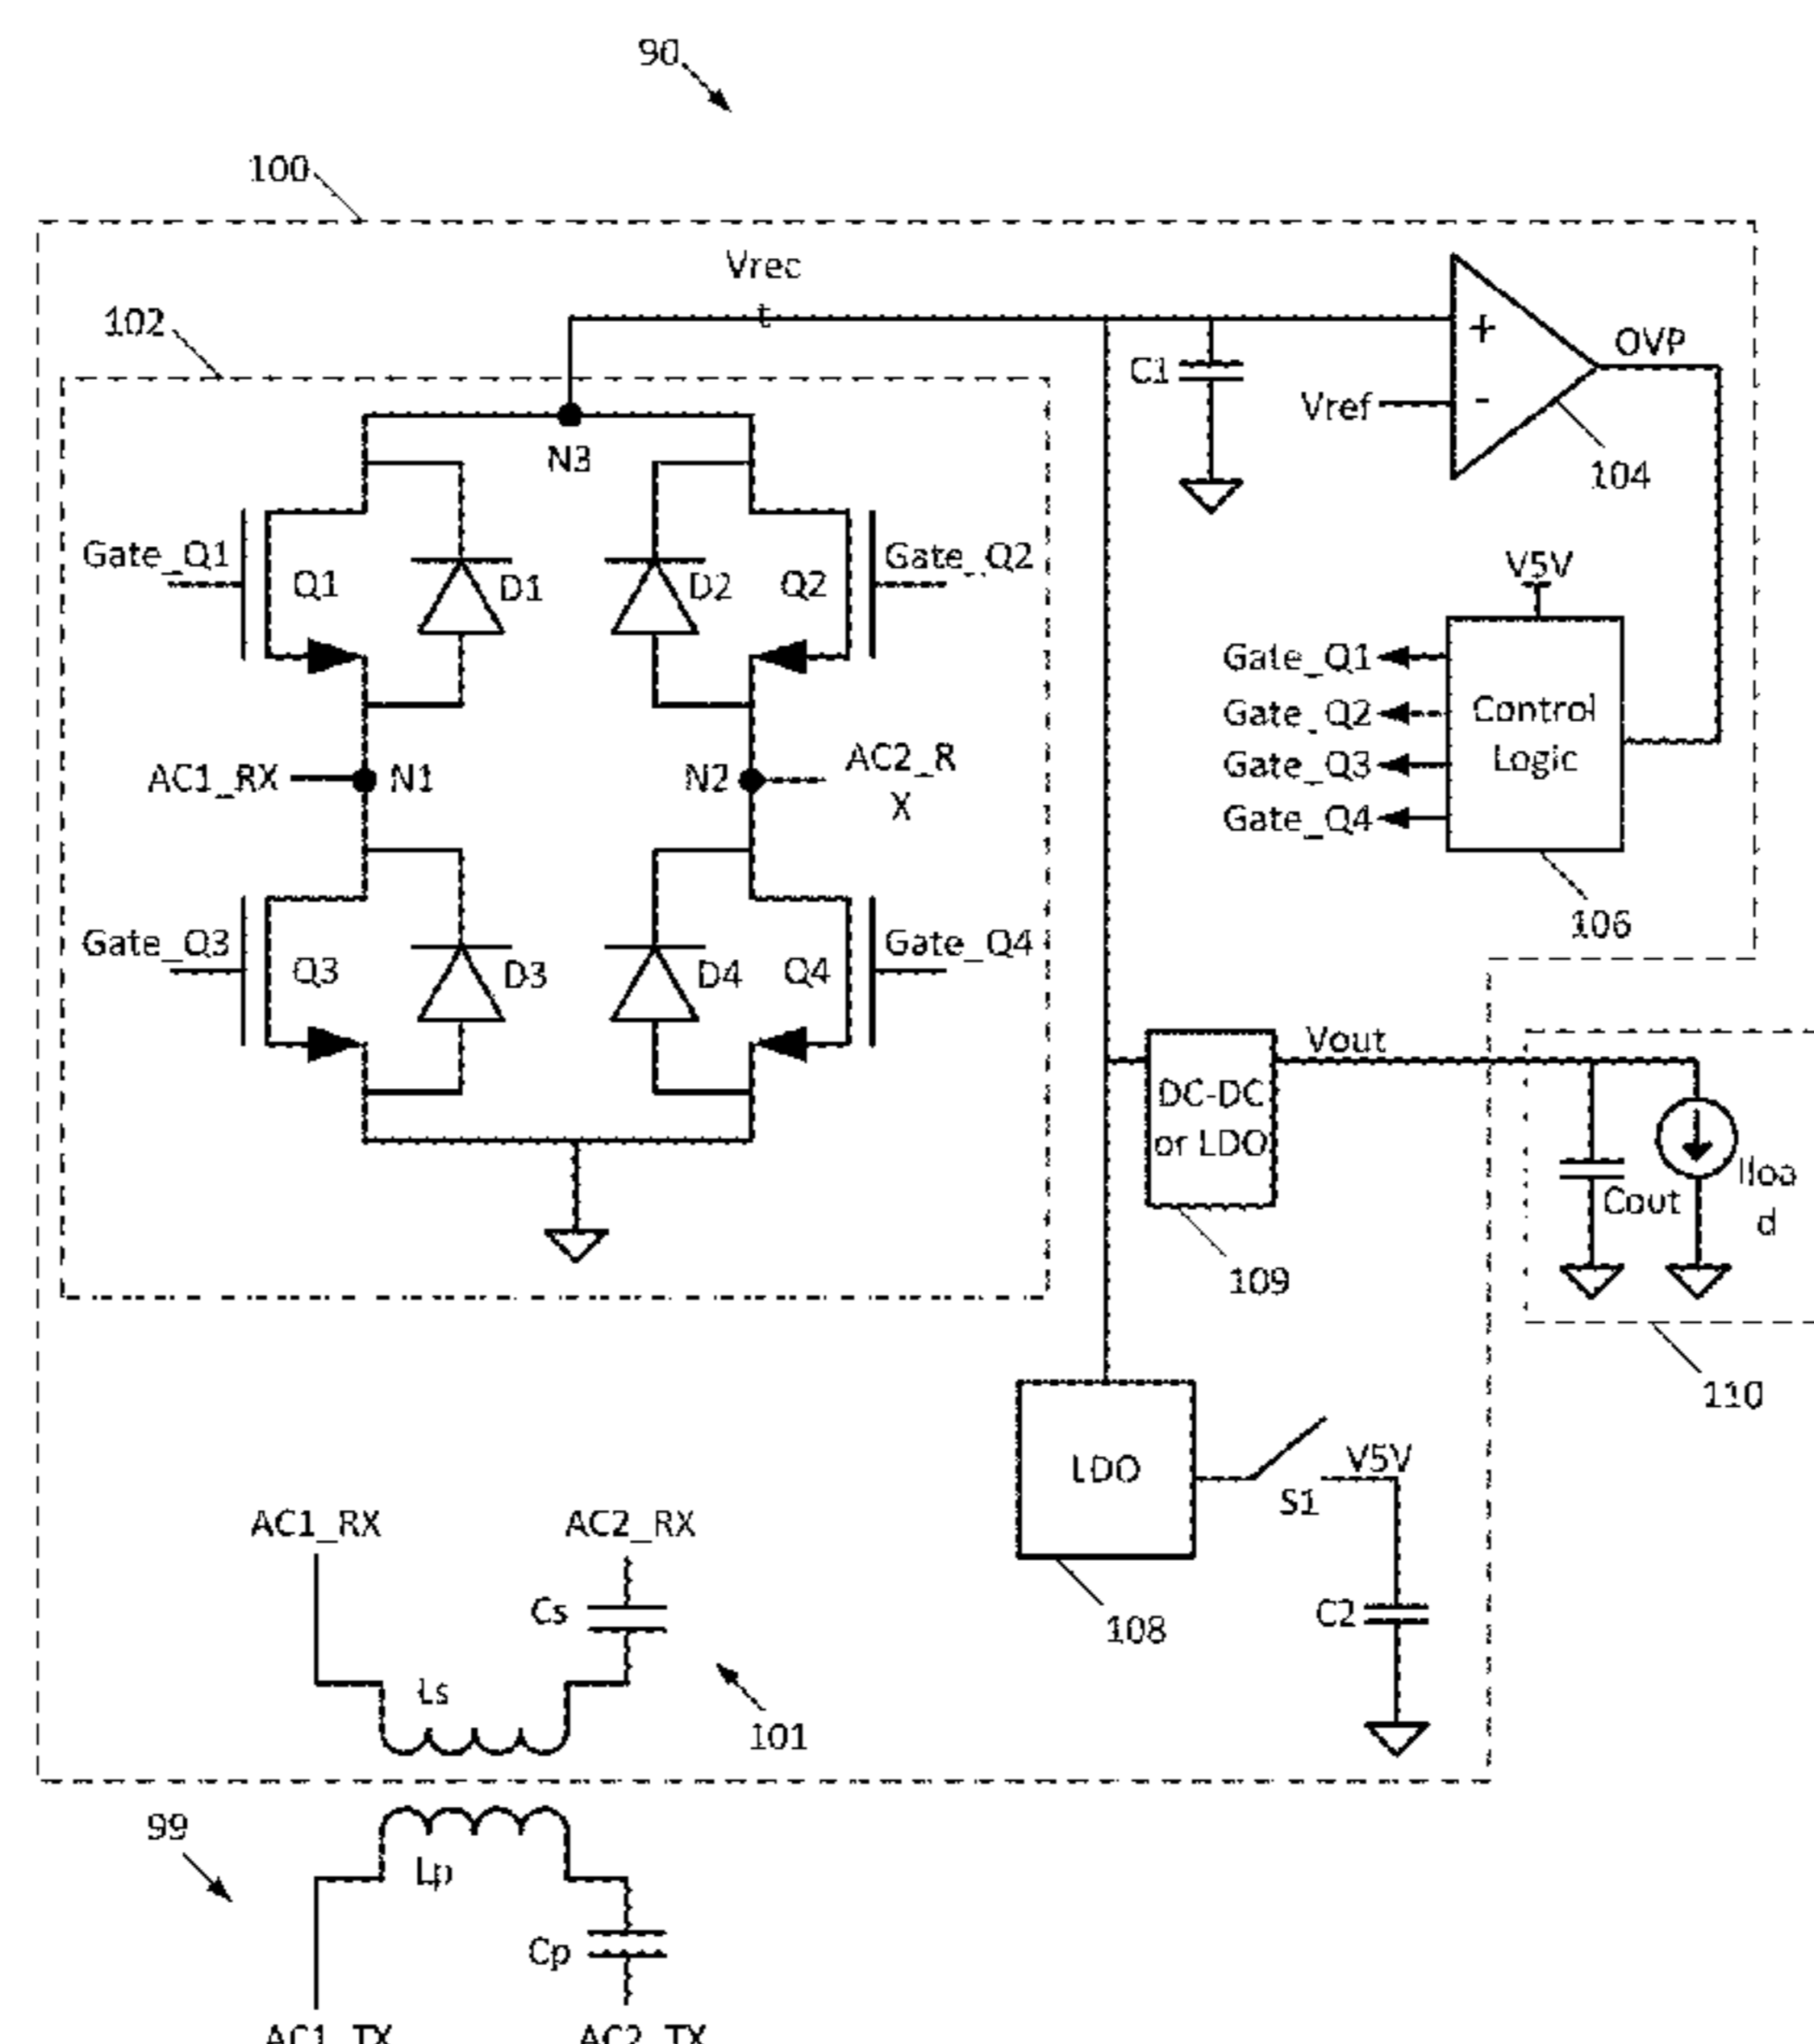 90
100
Vrec
t
102
C1
+
OVP
Vref
-
104
N3
Gate_Q1
Q1
D1
D2
Q2
Gate_Q2
V5V
Gate_Q1
Gate_Q2
Gate_Q3
Gate_Q4
Control
Logic
106
AC1_RX
N1
N2
AC2_R
X
Gate_Q3
Q3
D3
D4
Q4
Gate_Q4
DC-DC
or LDO
Vout
109
Cout
Iloa
d
110
LDO
S1
V5V
108
C2
AC1_RX
AC2_RX
Cs
Ls
101
99
Lp
Cp
AC1_TX
AC2_TX